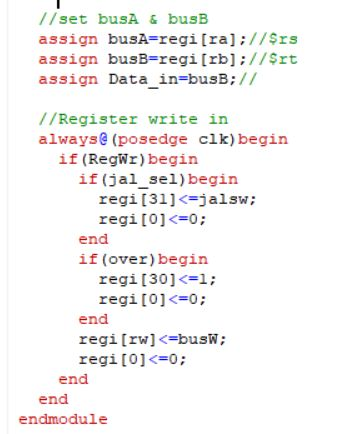 //set busA & busB
assign busA=regi[ra];//$rs
assign busB=regi[rb];//$rt
assign Data_in=busB;//
//Register write in
always@(posedge clk)begin
if(RegWr)begin
if(jal_sel)begin
regi[31]<=jalsw;
regi[0]<=0;
end
if(over)begin
regi[30]<=1;
regi[0]<=0;
end
regi[rw]<=busW;
regi[0]<=0;
end
end
endmodule